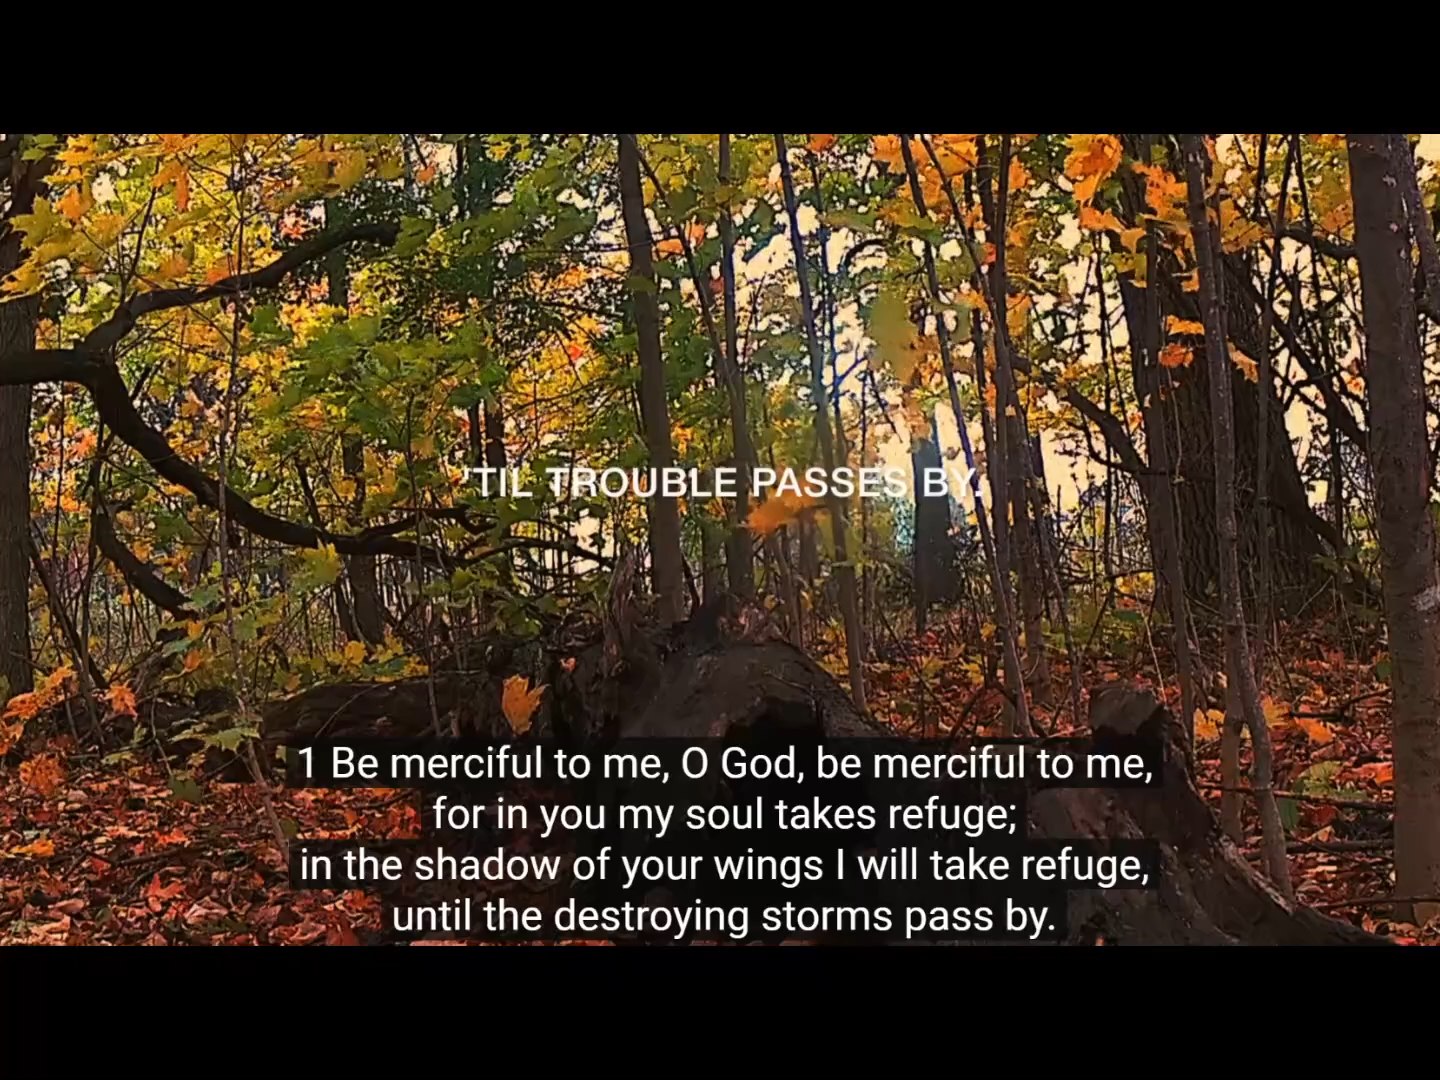 'TIL TROUBLE PASSES BY.
1 Be merciful to me, O God, be merciful to me,
for in you my soul takes refuge;
in the shadow of your wings I will take refuge,
until the destroying storms pass by.